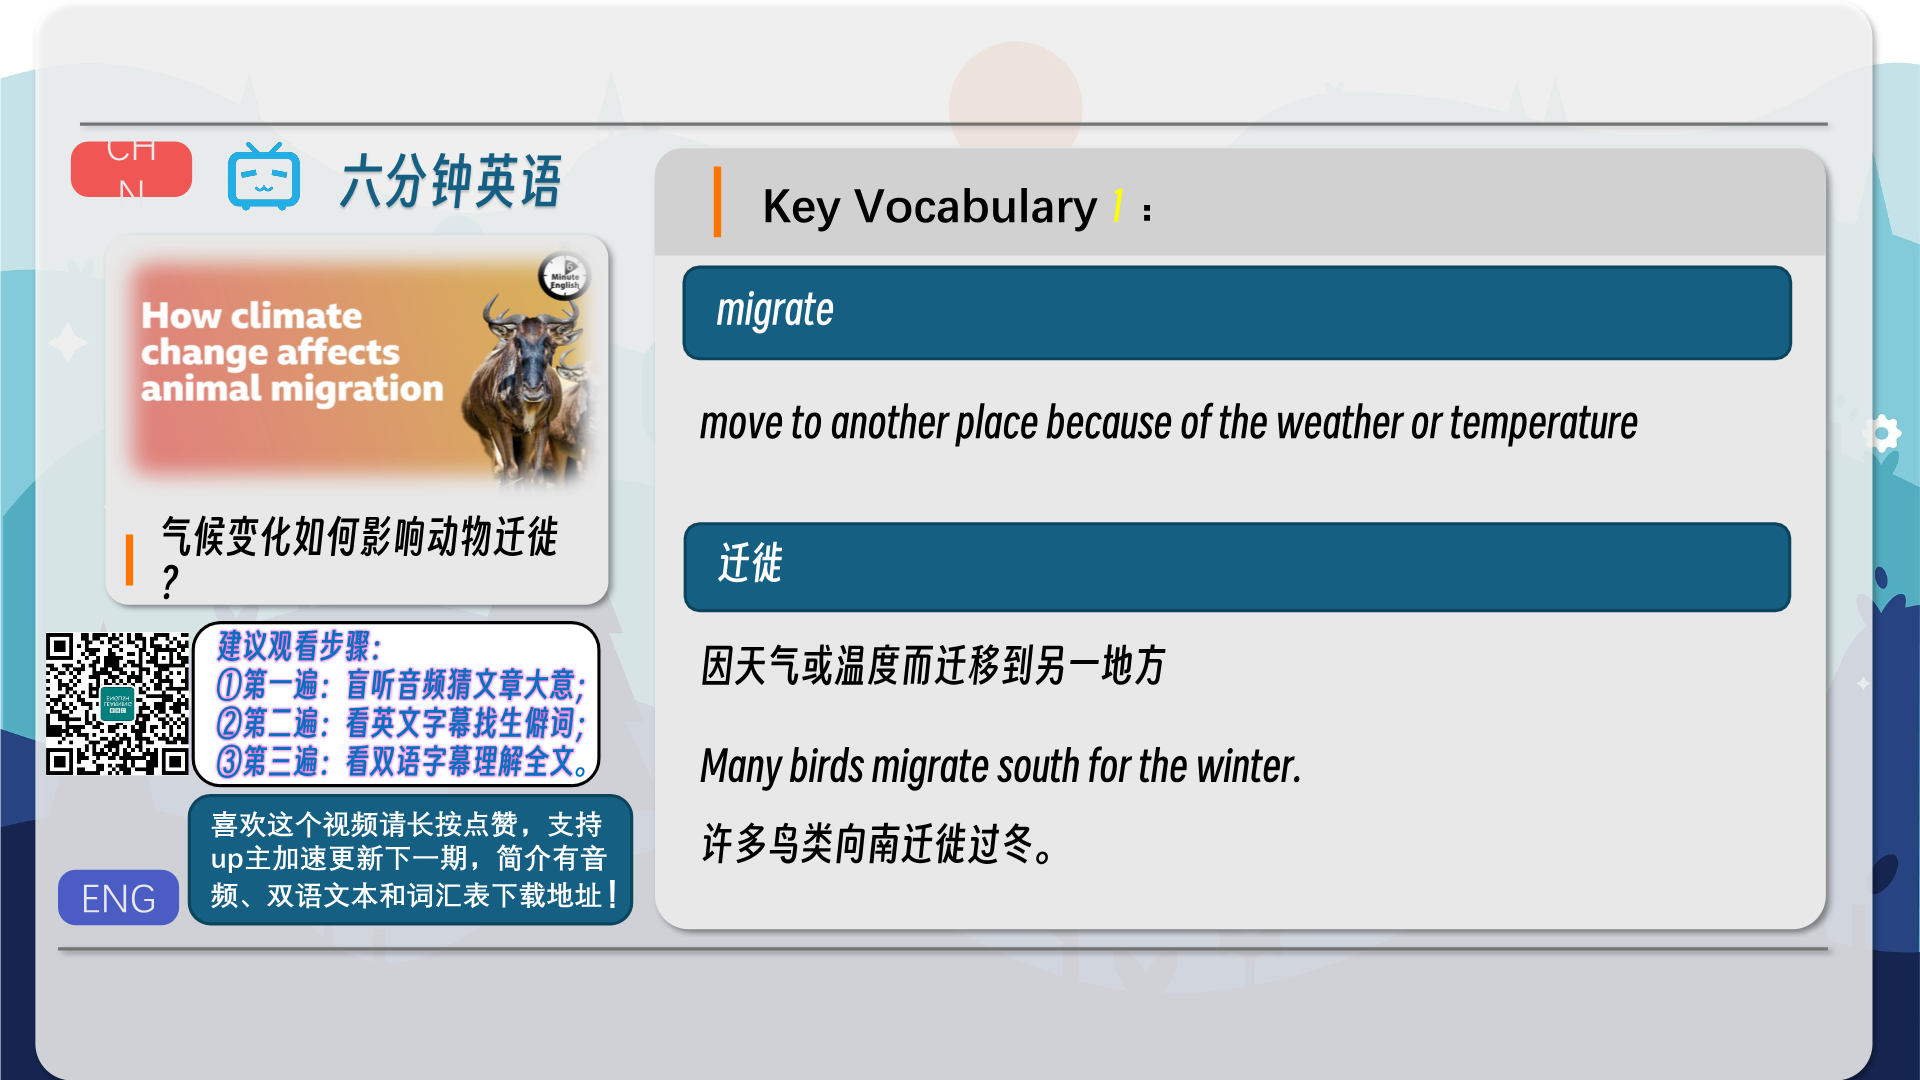 CH
N
六分钟英语
6
Minute
English
How climate
change affects
animal migration
气候变化如何影响动物迁徙
?
建议观看步骤：
①第一遍：盲听音频猜文章大意；
②第二遍：看英文字幕找生僻词；
③第三遍：看双语字幕理解全文。
喜欢这个视频请长按点赞，支持
up主加速更新下一期，简介有音
频、双语文本和词汇表下载地址！
ENG
Key Vocabulary 1：
migrate
move to another place because of the weather or temperature
迁徙
因天气或温度而迁移到另一地方
Many birds migrate south for the winter.
许多鸟类向南迁徙过冬。